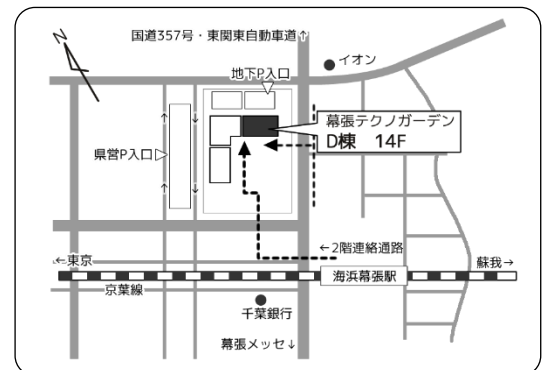 N
国道357号・東関東自動車道↑
イオン
地下P入口
幕張テクノガーデン
D棟 14F
県営P入口
←2階連絡通路
←東京
蘇我→
海浜幕張駅
京葉線
千葉銀行
幕張メッセ↓